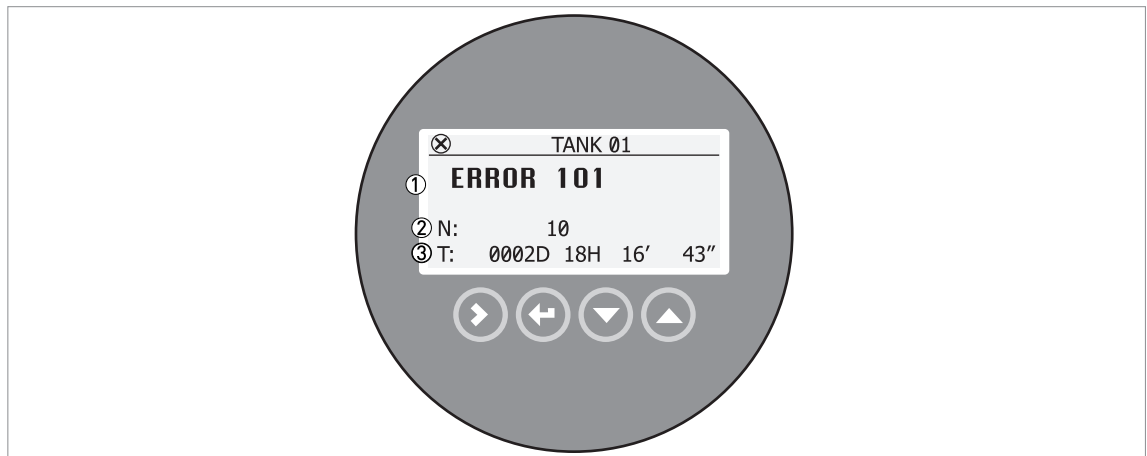 TANK 01
① ERROR 101
② N: 10
③ T: 0002D 18H 16′ 43″